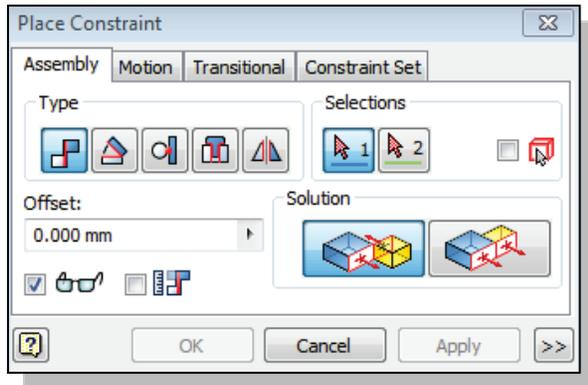 Place Constraint
Assembly Motion Transitional Constraint Set
Type
Selections
1 2
Offset:
Solution
0.000 mm
? OK Cancel Apply >>